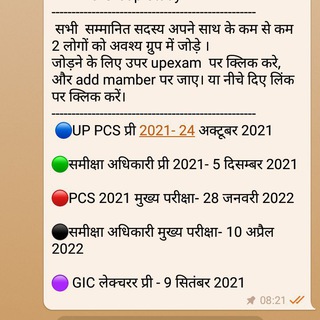 सभी सम्मानित सदस्य अपने साथ के कम से कम
2 लोगों को अवश्य ग्रुप में जोड़े ।
जोड़ने के लिए उपर upexam पर क्लिक करे,
और add mamber पर जाए। या नीचे दिए लिंक
पर क्लिक करें।
🔵UP PCS प्री 2021- 24 अक्टूबर 2021
🟢समीक्षा अधिकारी प्री 2021- 5 दिसम्बर 2021
🔴PCS 2021 मुख्य परीक्षा- 28 जनवरी 2022
⚫समीक्षा अधिकारी मुख्य परीक्षा- 10 अप्रैल
2022
🟣 GIC लेक्चरर प्री - 9 सितंबर 2021
08:21